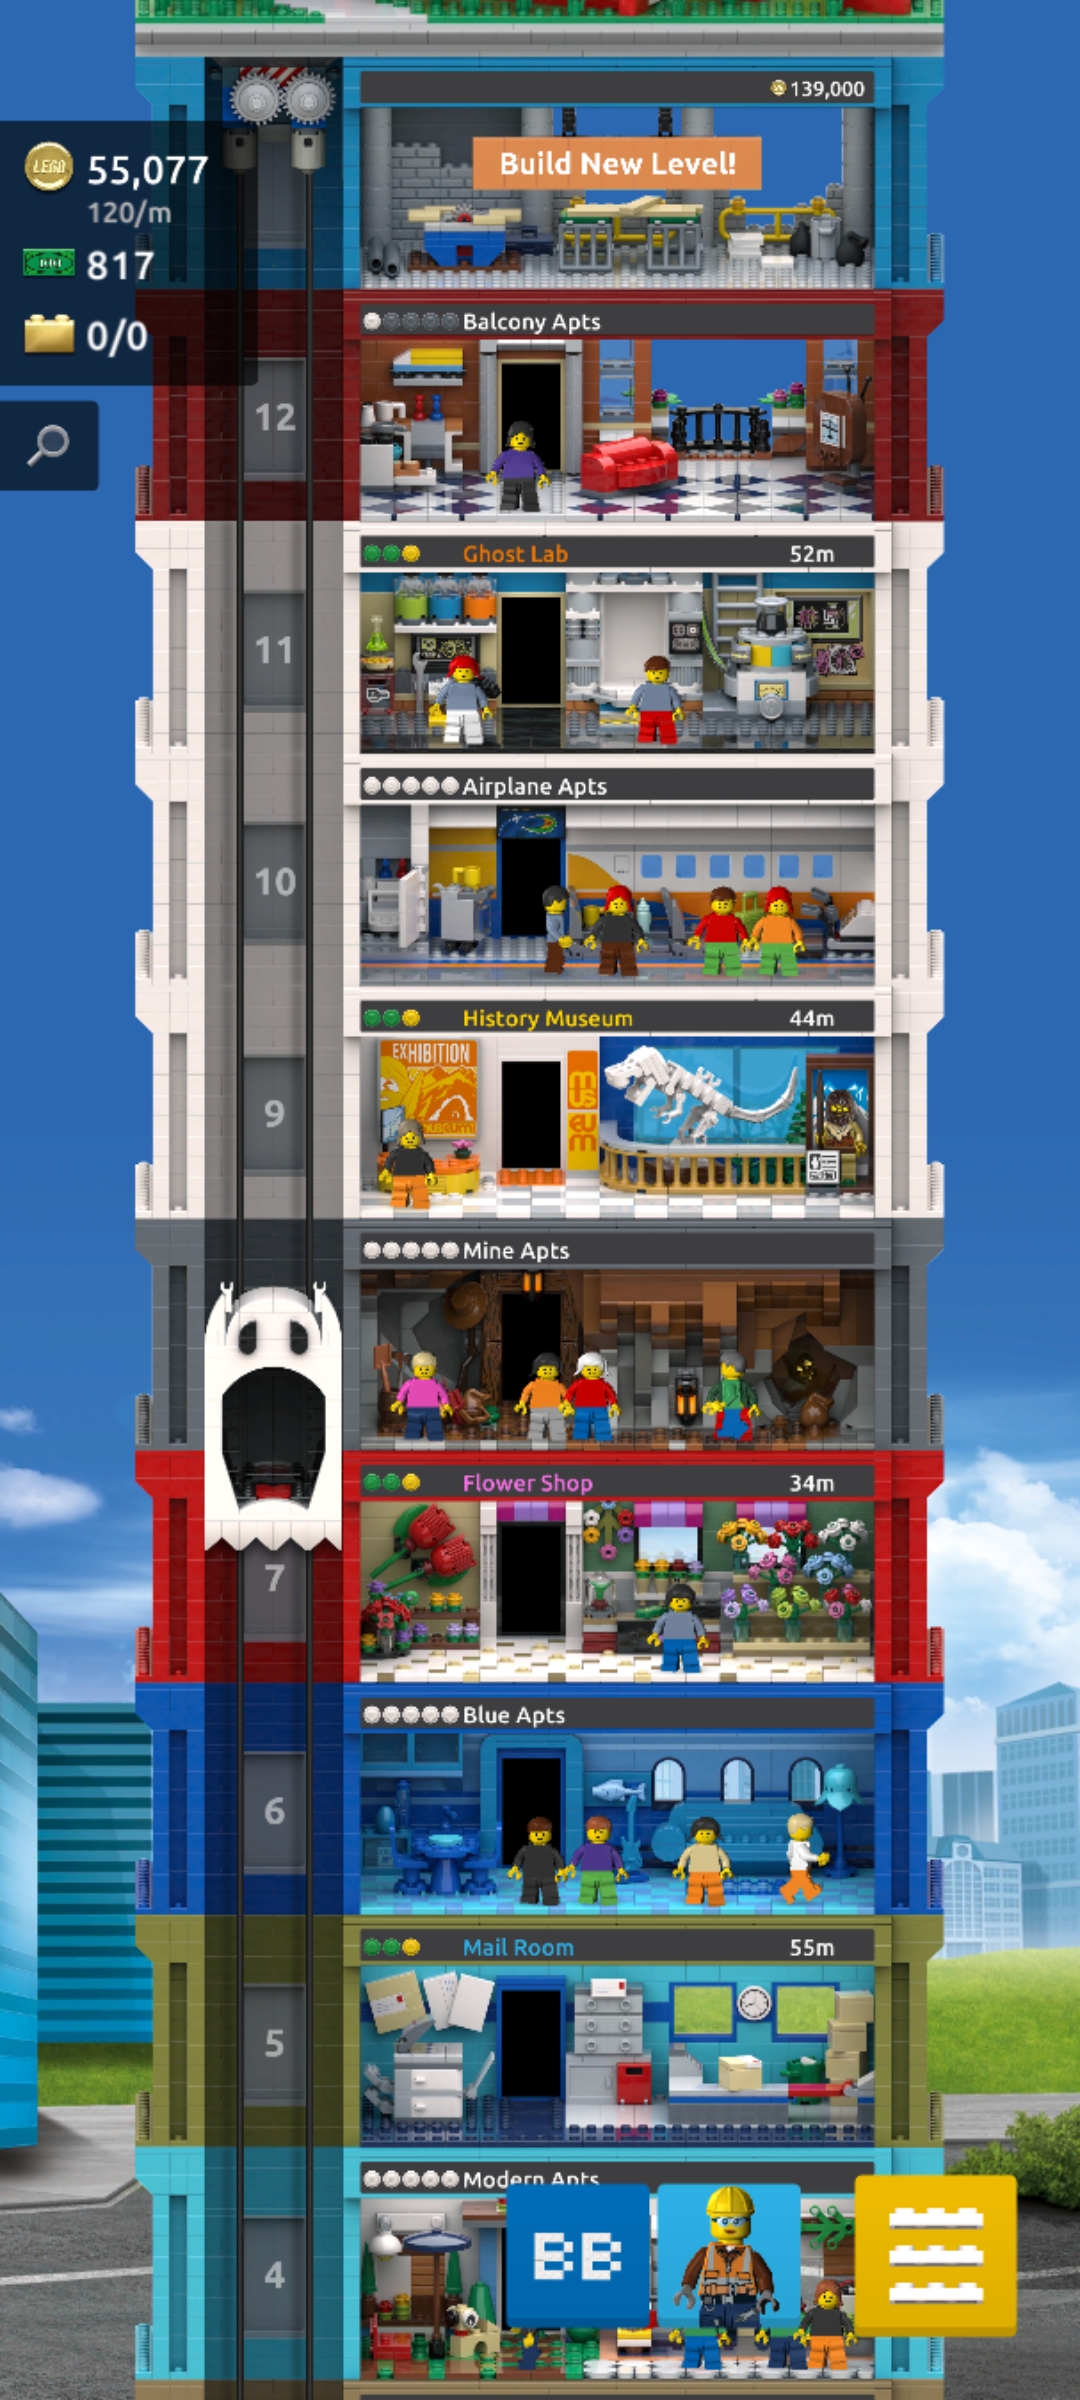 139,000
Build New Level!
LEGO
55,077
120/m
817
0/0
Balcony Apts
12
Ghost Lab 52m
11
Airplane Apts
10
History Museum 44m
EXHIBITION
museum
MUSEUM
9
Mine Apts
Flower Shop 34m
7
Blue Apts
6
Mail Room 55m
5
Modern Apts
BB
4